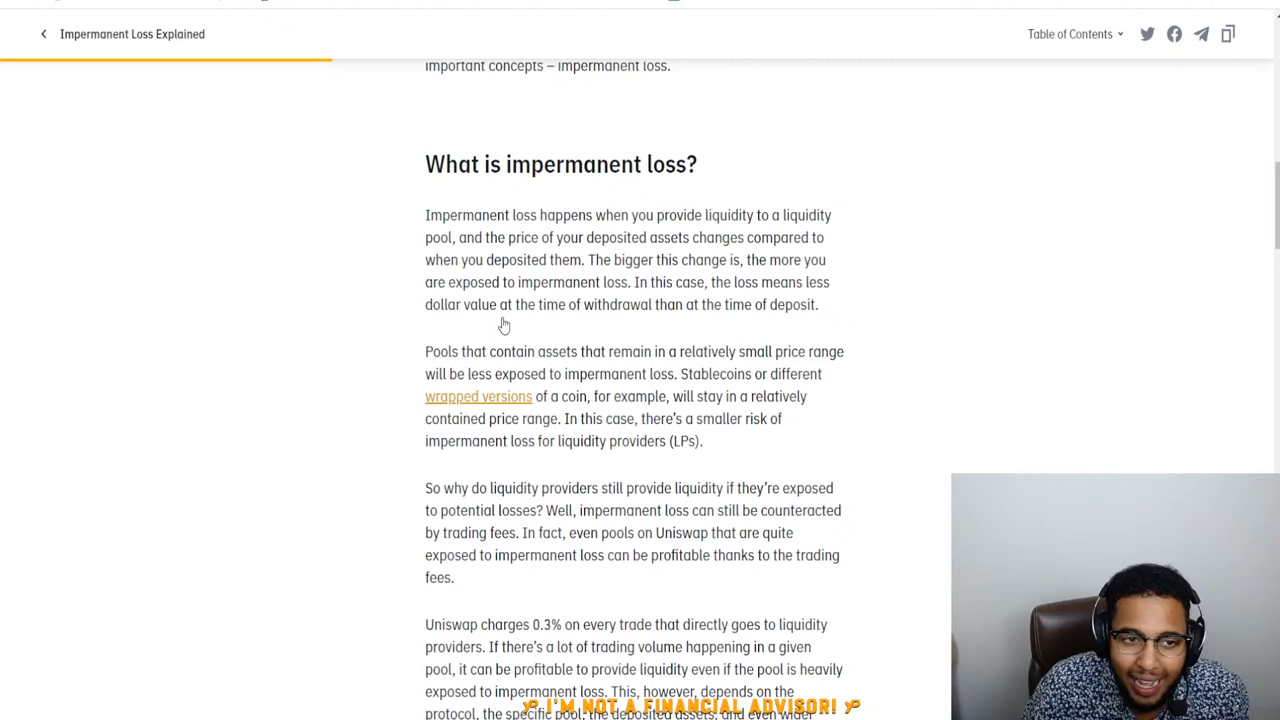 Impermanent Loss Explained
Table of Contents
important concepts – impermanent loss.
What is impermanent loss?
Impermanent loss happens when you provide liquidity to a liquidity
pool, and the price of your deposited assets changes compared to
when you deposited them. The bigger this change is, the more you
are exposed to impermanent loss. In this case, the loss means less
dollar value at the time of withdrawal than at the time of deposit.
Pools that contain assets that remain in a relatively small price range
will be less exposed to impermanent loss. Stablecoins or different
wrapped versions of a coin, for example, will stay in a relatively
contained price range. In this case, there's a smaller risk of
impermanent loss for liquidity providers (LPs).
So why do liquidity providers still provide liquidity if they're exposed
to potential losses? Well, impermanent loss can still be counteracted
by trading fees. In fact, even pools on Uniswap that are quite
exposed to impermanent loss can be profitable thanks to the trading
fees.
Uniswap charges 0.3% on every trade that directly goes to liquidity
providers. If there's a lot of trading volume happening in a given
pool, it can be profitable to provide liquidity even if the pool is heavily
exposed to impermanent loss. This, however, depends on the
protocol, the specific pool, the deposited assets, and even wider
I'M NOT A FINANCIAL ADVISOR!